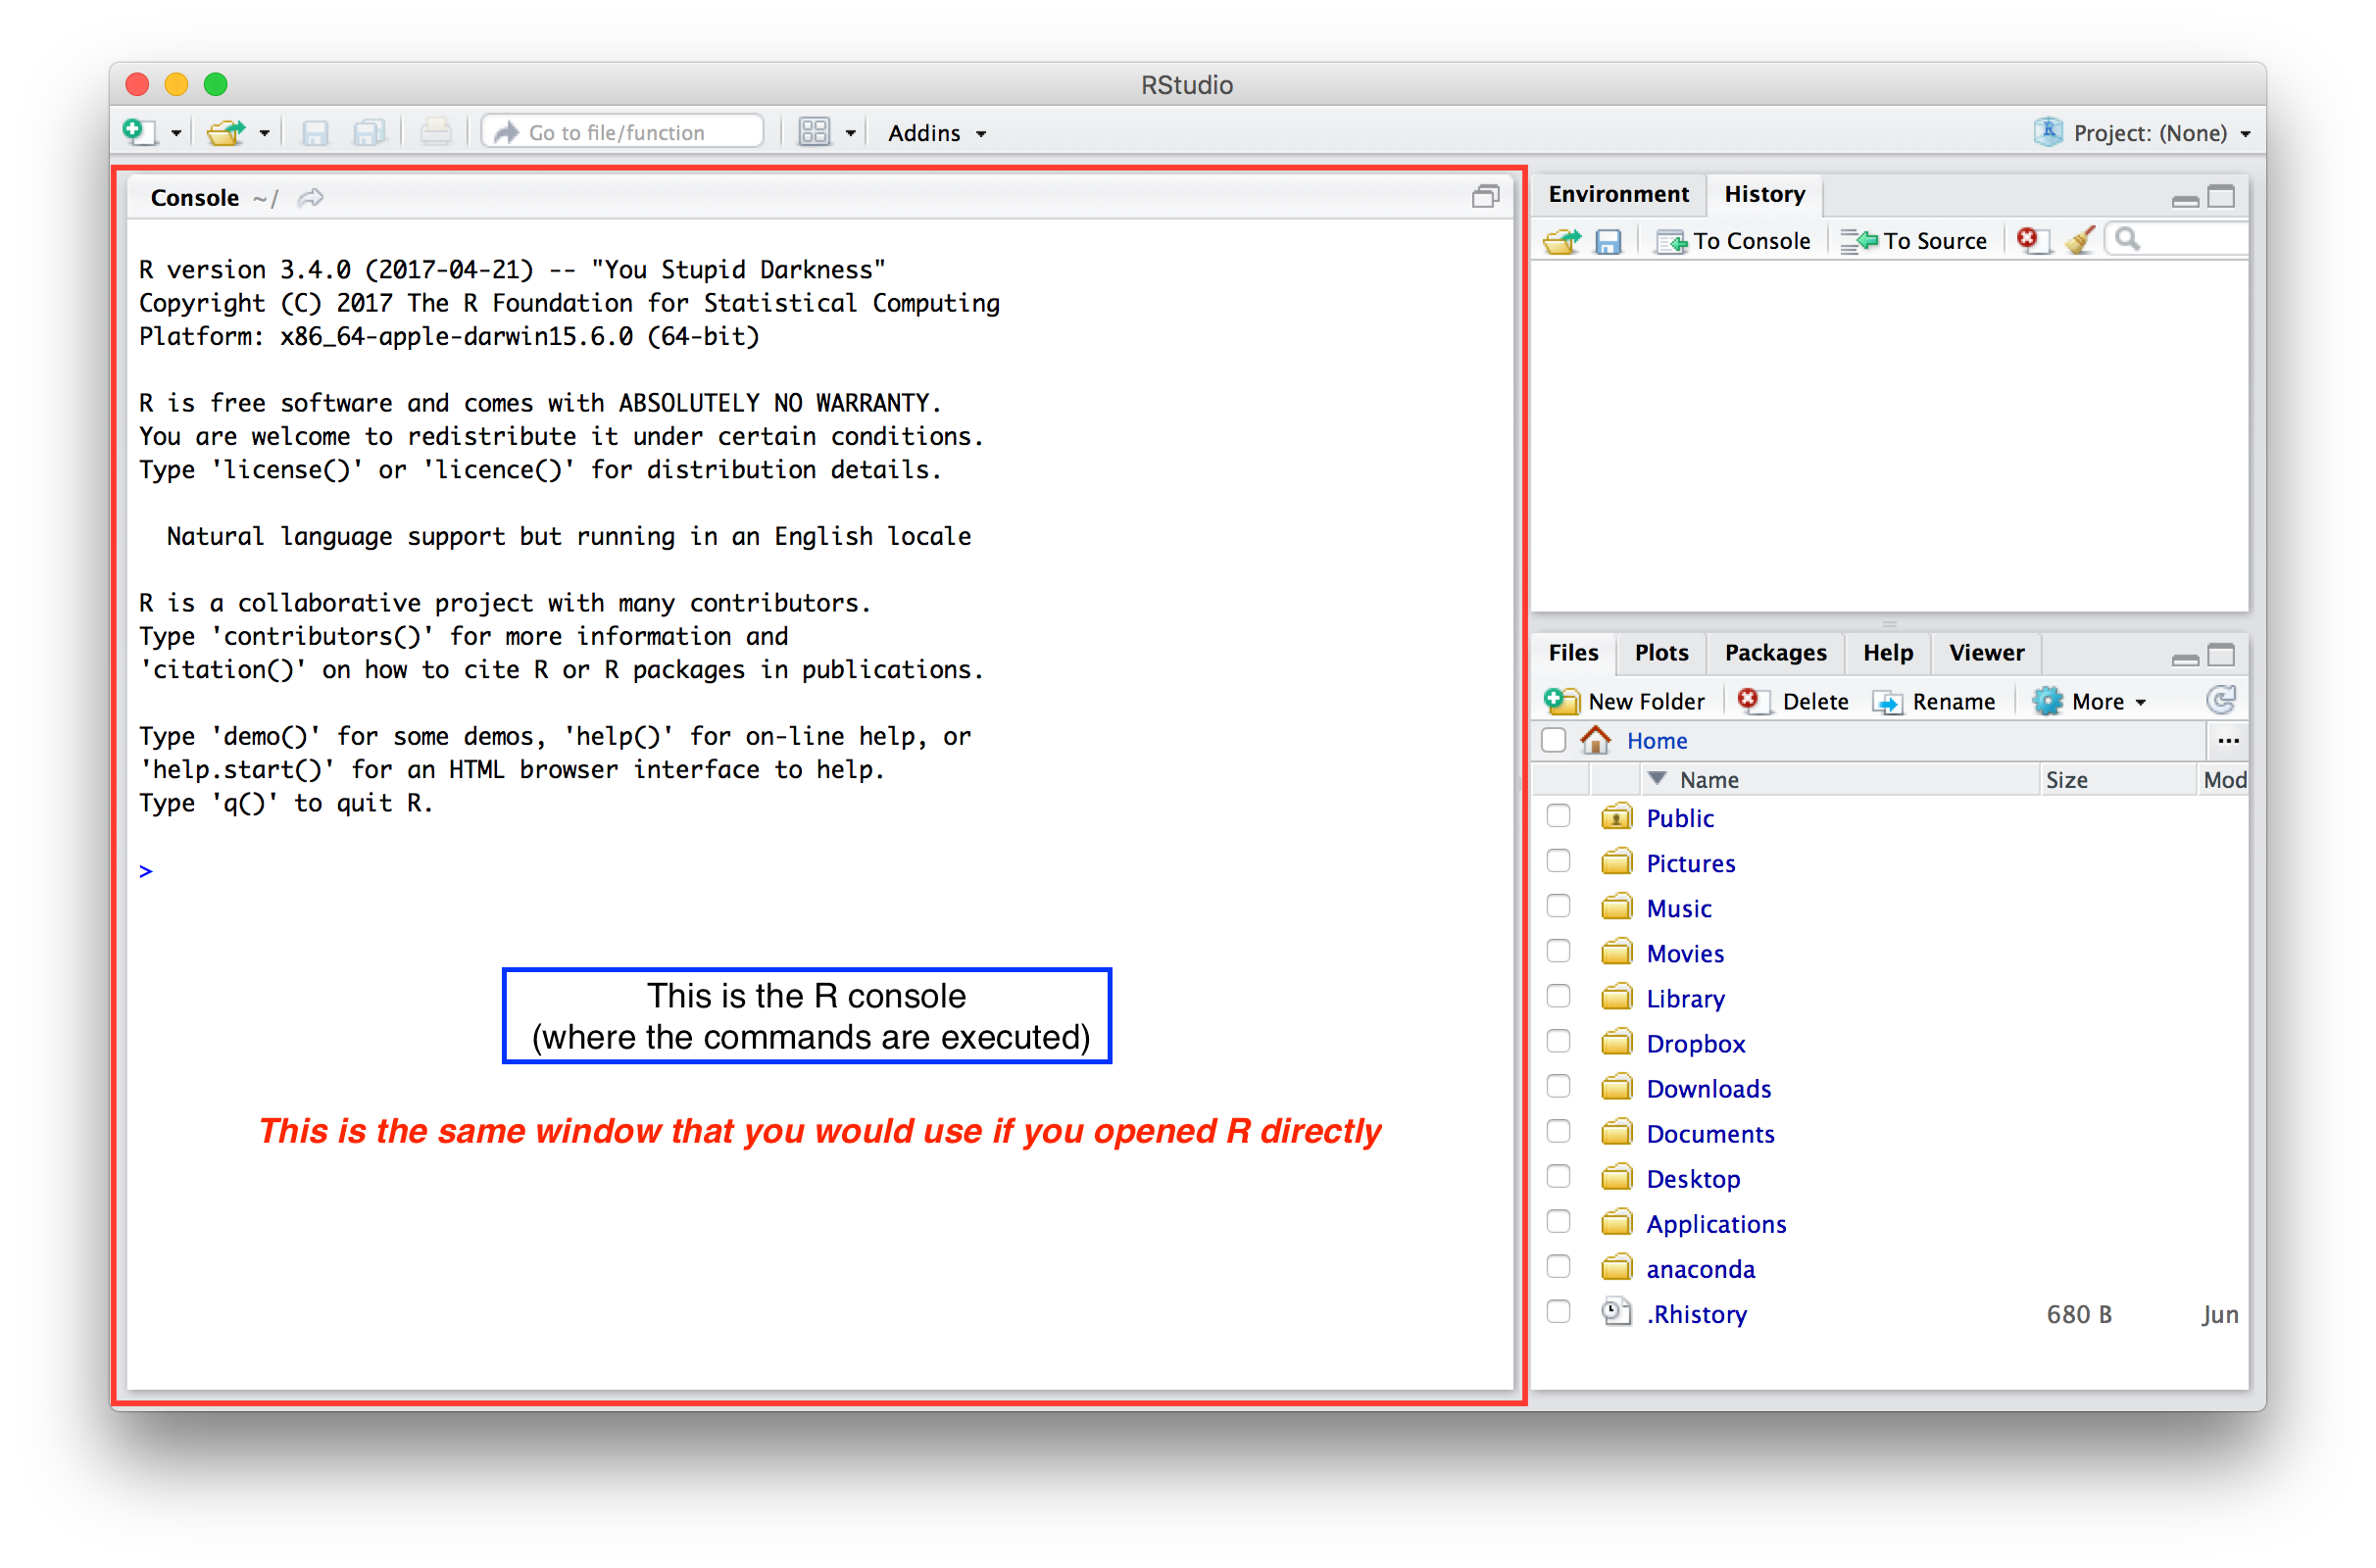 RStudio
Go to file/function
Addins
Project: (None)
Console ~/
R version 3.4.0 (2017-04-21) -- "You Stupid Darkness"
Copyright (C) 2017 The R Foundation for Statistical Computing
Platform: x86_64-apple-darwin15.6.0 (64-bit)
R is free software and comes with ABSOLUTELY NO WARRANTY.
You are welcome to redistribute it under certain conditions.
Type 'license()' or 'licence()' for distribution details.
Natural language support but running in an English locale
R is a collaborative project with many contributors.
Type 'contributors()' for more information and
'citation()' on how to cite R or R packages in publications.
Type 'demo()' for some demos, 'help()' for on-line help, or
'help.start()' for an HTML browser interface to help.
Type 'q()' to quit R.
>
This is the R console
(where the commands are executed)
This is the same window that you would use if you opened R directly
Environment History
To Console To Source
Files Plots Packages Help Viewer
New Folder Delete Rename More
Home ...
Name Size Mod
Public
Pictures
Music
Movies
Library
Dropbox
Downloads
Documents
Desktop
Applications
anaconda
.Rhistory 680 B Jun